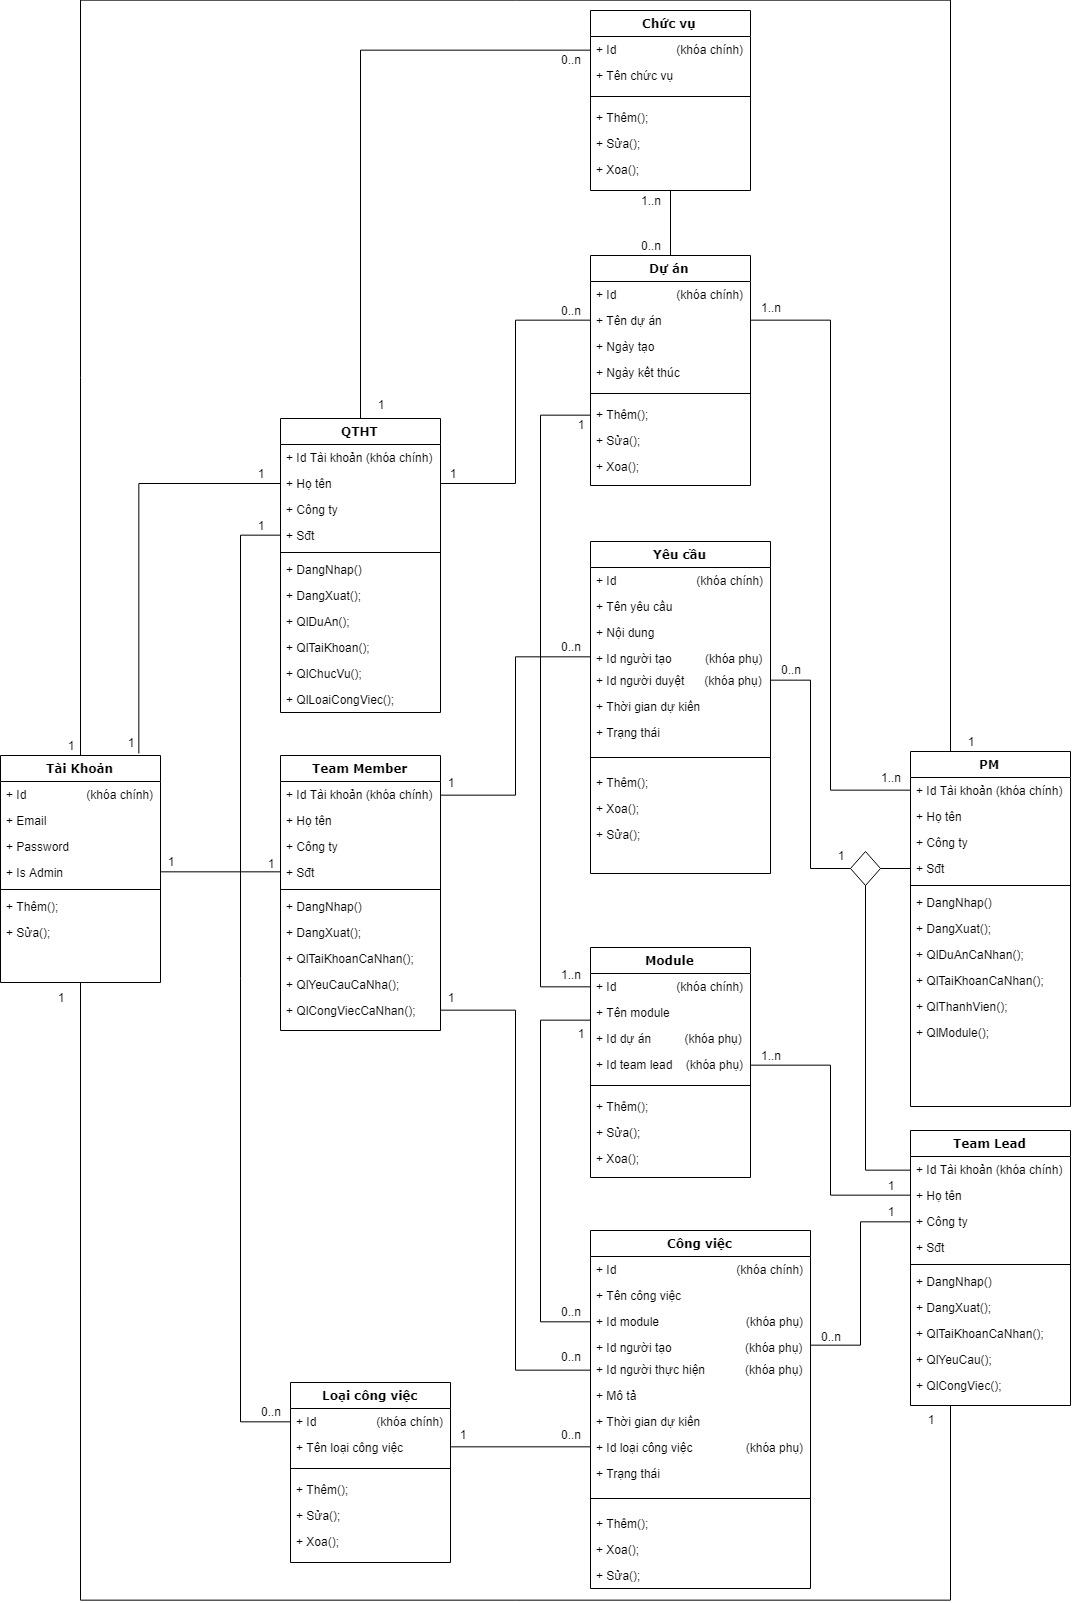 Chức vụ
+ Id (khóa chính)
+ Tên chức vụ
+ Thêm();
+ Sửa();
+ Xoa();
0..n
1..n
0..n
Dự án
+ Id (khóa chính)
+ Tên dự án
+ Ngày tạo
+ Ngày kết thúc
+ Thêm();
+ Sửa();
+ Xoa();
0..n
1..n
1
1
QTHT
+ Id Tài khoản (khóa chính)
+ Họ tên
+ Công ty
+ Sđt
+ DangNhap()
+ DangXuat();
+ QlDuAn();
+ QlTaiKhoan();
+ QlChucVu();
+ QlLoaiCongViec();
1
1
1
Yêu cầu
+ Id (khóa chính)
+ Tên yêu cầu
+ Nội dung
+ Id người tạo (khóa phụ)
+ Id người duyệt (khóa phụ)
+ Thời gian dự kiến
+ Trạng thái
+ Thêm();
+ Xoa();
+ Sửa();
0..n
0..n
1
1
1
Tài Khoản
+ Id (khóa chính)
+ Email
+ Password
+ Is Admin
+ Thêm();
+ Sửa();
1
1
1
Team Member
+ Id Tài khoản (khóa chính)
+ Họ tên
+ Công ty
+ Sđt
+ DangNhap()
+ DangXuat();
+ QlTaiKhoanCaNhan();
+ QlYeuCauCaNha();
+ QlCongViecCaNhan();
1
1
1
1..n
PM
+ Id Tài khoản (khóa chính)
+ Họ tên
+ Công ty
+ Sđt
+ DangNhap()
+ DangXuat();
+ QlDuAnCaNhan();
+ QlTaiKhoanCaNhan();
+ QlThanhVien();
+ QlModule();
1
1..n
Module
+ Id (khóa chính)
+ Tên module
+ Id dự án (khóa phụ)
+ Id team lead (khóa phụ)
+ Thêm();
+ Sửa();
+ Xoa();
1
1..n
Team Lead
+ Id Tài khoản (khóa chính)
+ Họ tên
+ Công ty
+ Sđt
+ DangNhap()
+ DangXuat();
+ QlTaiKhoanCaNhan();
+ QlYeuCau();
+ QlCongViec();
1
1
1
Công việc
+ Id (khóa chính)
+ Tên công việc
+ Id module (khóa phụ)
+ Id người tạo (khóa phụ)
+ Id người thực hiện (khóa phụ)
+ Mô tả
+ Thời gian dự kiến
+ Id loại công việc (khóa phụ)
+ Trạng thái
+ Thêm();
+ Xoa();
+ Sửa();
0..n
0..n
0..n
0..n
Loại công việc
+ Id (khóa chính)
+ Tên loại công việc
+ Thêm();
+ Sửa();
+ Xoa();
0..n
1